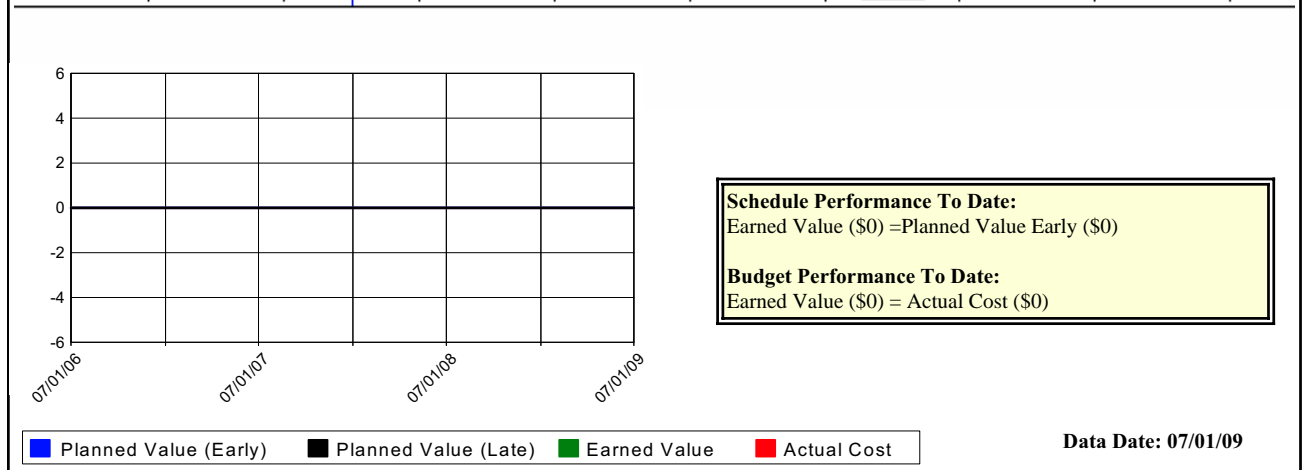 6
4
2
0
-2
-4
-6
07/01/06
07/01/07
07/01/08
07/01/09
Schedule Performance To Date:
Earned Value ($0) =Planned Value Early ($0)
Budget Performance To Date:
Earned Value ($0) = Actual Cost ($0)
Planned Value (Early) Planned Value (Late) Earned Value Actual Cost
Data Date: 07/01/09